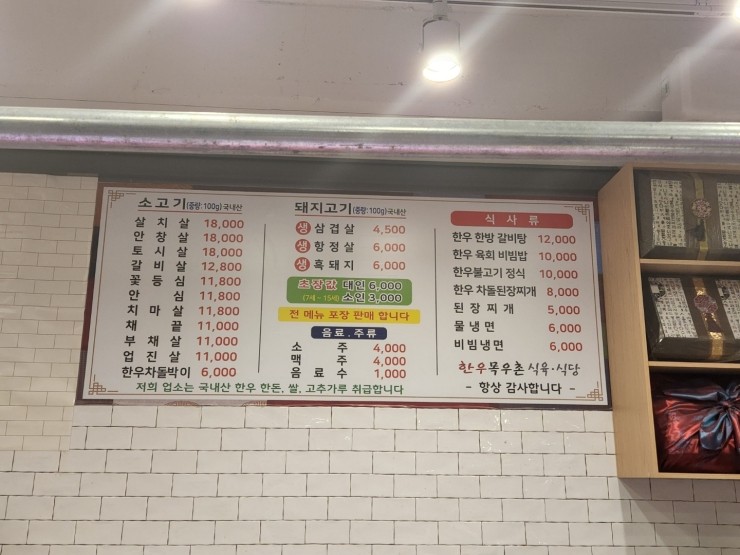 소고기(중량:100g)국내산
살치살 18,000
안창살 18,000
토시살 18,000
갈비살 12,800
꽃등심 11,800
안심 11,800
치마살 11,800
채끝 11,000
부채살 11,000
업진살 11,000
한우차돌박이 6,000
돼지고기(중량:100g)국내산
생 삼겹살 4,500
생 항정살 6,000
생 흑돼지 6,000
초장값 대인 6,000
(7세~15세) 소인 3,000
전 메뉴 포장 판매 합니다
음료.주류
소주 4,000
맥주 4,000
음료수 1,000
식사류
한우 한방 갈비탕 12,000
한우 육회 비빔밥 10,000
한우불고기 정식 10,000
한우 차돌된장찌개 8,000
된장찌개 5,000
물냉면 6,000
비빔냉면 6,000
한우목우촌 식육·식당
- 항상 감사합니다 -
저희 업소는 국내산 한우 한돈, 쌀, 고추가루 취급합니다